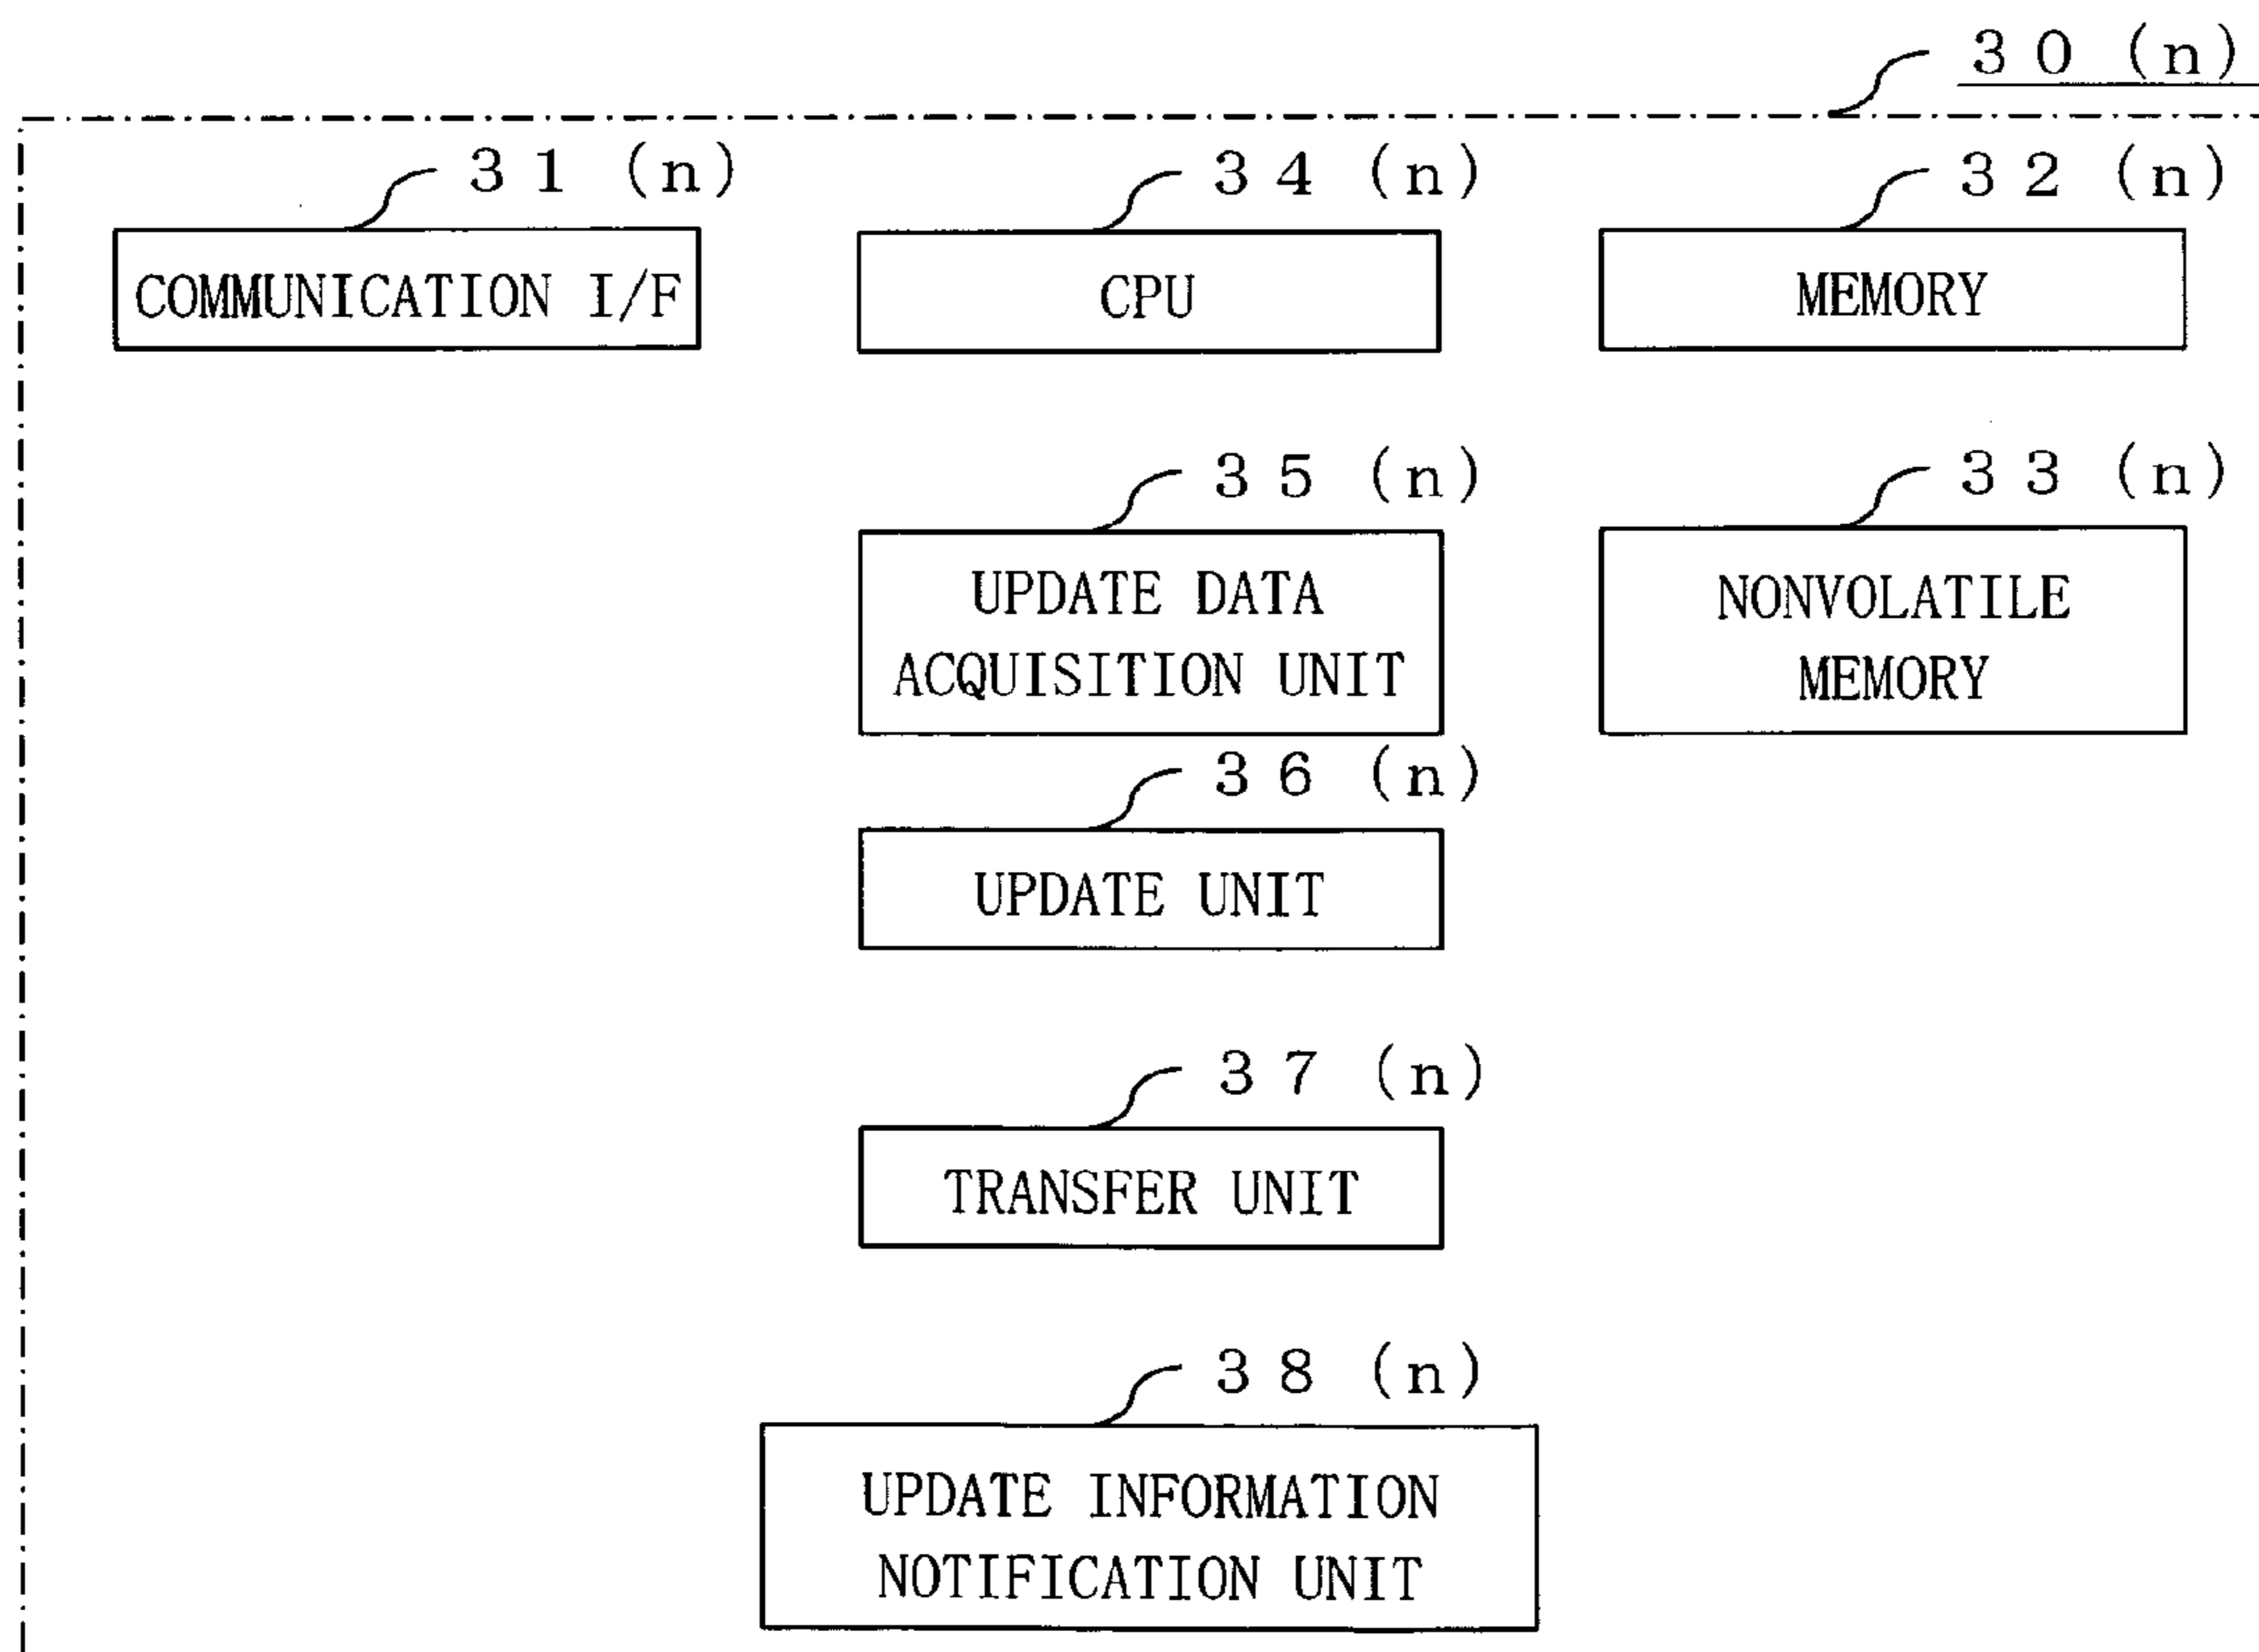 30 (n)
31 (n)
34 (n)
32 (n)
COMMUNICATION I/F
CPU
MEMORY
35 (n)
33 (n)
UPDATE DATA
ACQUISITION UNIT
NONVOLATILE
MEMORY
36 (n)
UPDATE UNIT
37 (n)
TRANSFER UNIT
38 (n)
UPDATE INFORMATION
NOTIFICATION UNIT